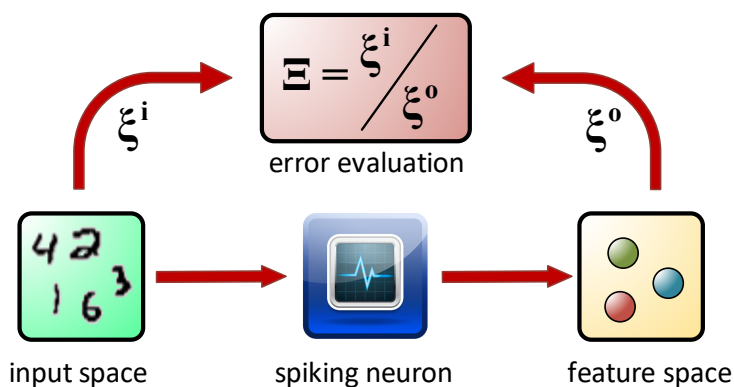 Ξ = ξⁱ / ξᵒ
ξⁱ
ξᵒ
error evaluation
4 2
1 6 3
input space
spiking neuron
feature space